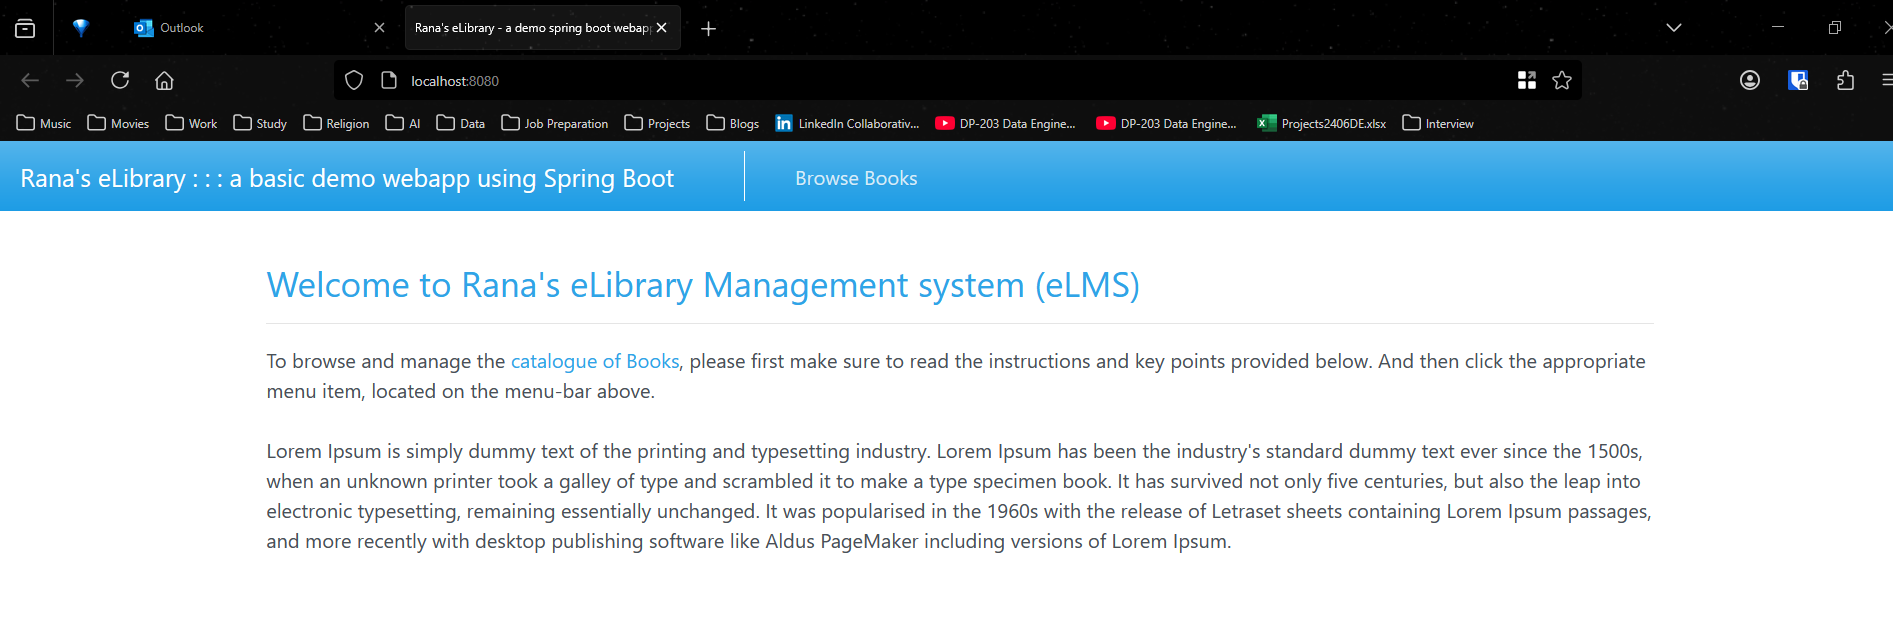 Outlook
Rana's eLibrary - a demo spring boot webapp
localhost:8080
Music Movies Work Study Religion AI Data Job Preparation Projects Blogs LinkedIn Collaborativ... DP-203 Data Engine... DP-203 Data Engine... Projects2406DE.xlsx Interview
Rana's eLibrary : : : a basic demo webapp using Spring Boot Browse Books
Welcome to Rana's eLibrary Management system (eLMS)
To browse and manage the catalogue of Books, please first make sure to read the instructions and key points provided below. And then click the appropriate
menu item, located on the menu-bar above.
Lorem Ipsum is simply dummy text of the printing and typesetting industry. Lorem Ipsum has been the industry's standard dummy text ever since the 1500s,
when an unknown printer took a galley of type and scrambled it to make a type specimen book. It has survived not only five centuries, but also the leap into
electronic typesetting, remaining essentially unchanged. It was popularised in the 1960s with the release of Letraset sheets containing Lorem Ipsum passages,
and more recently with desktop publishing software like Aldus PageMaker including versions of Lorem Ipsum.